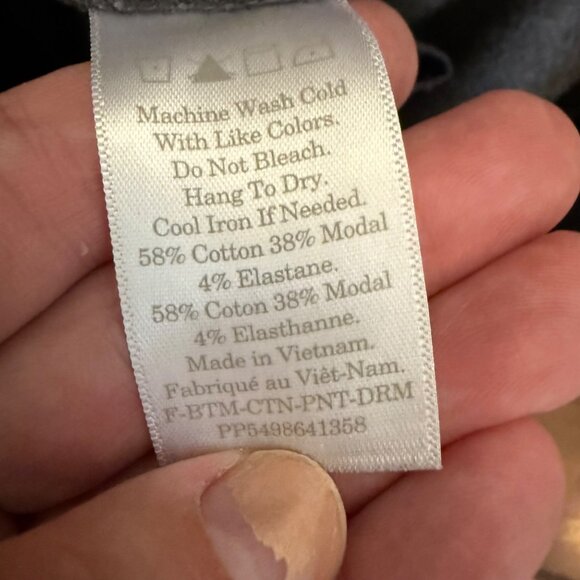 Machine Wash Cold
With Like Colors.
Do Not Bleach.
Hang To Dry.
Cool Iron If Needed.
58% Cotton 38% Modal
4% Elastane.
58% Coton 38% Modal
4% Elasthanne.
Made in Vietnam.
Fabriqué au Viêt-Nam.
F-BTM-CTN-PNT-DRM
PP5498641358